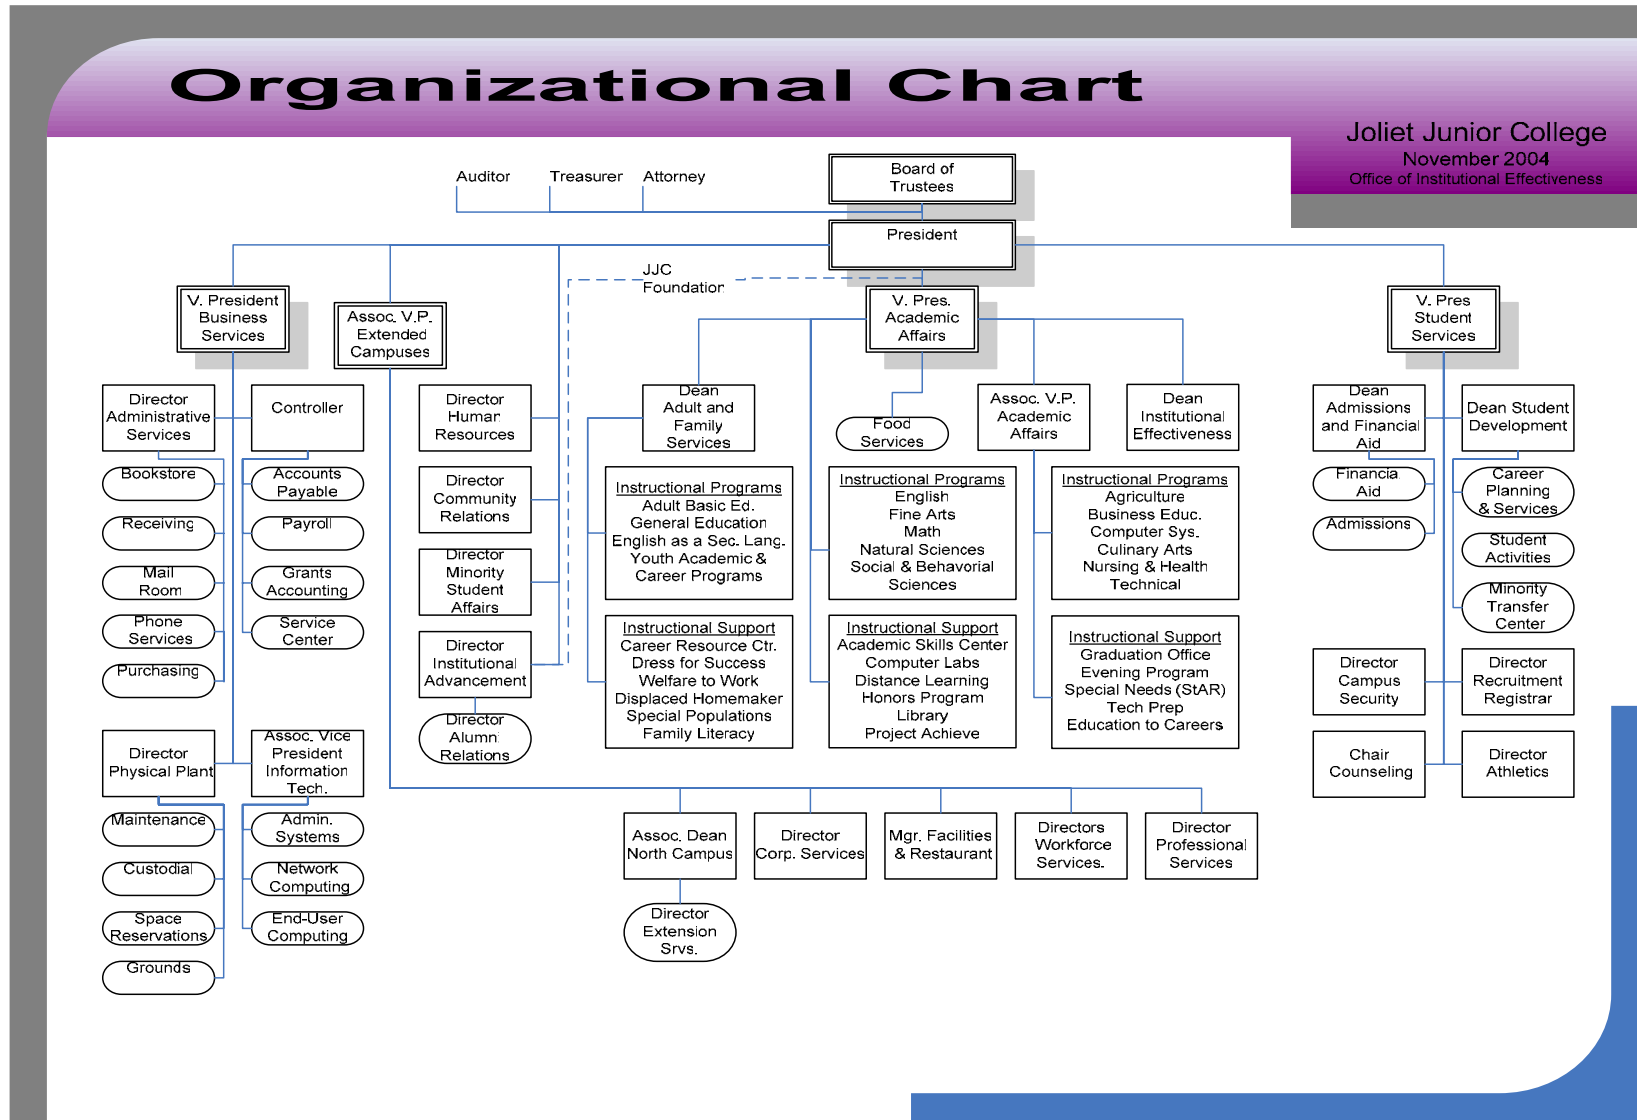 Organizational Chart
Joliet Junior College
November 2004
Office of Institutional Effectiveness
Auditor
Treasurer
Attorney
Board of
Trustees
President
JJC
Foundation
V. President
Business
Services
Assoc. V.P.
Extended
Campuses
V. Pres.
Academic
Affairs
V. Pres
Student
Services
Director
Administrative
Services
Controller
Bookstore
Receiving
Mail
Room
Phone
Services
Purchasing
Accounts
Payable
Payroll
Grants
Accounting
Service
Center
Director
Physical Plant
Assoc. Vice
President
Information
Tech.
Maintenance
Custodial
Space
Reservations
Grounds
Admin.
Systems
Network
Computing
End-User
Computing
Director
Human
Resources
Director
Community
Relations
Director
Minority
Student
Affairs
Director
Institutional
Advancement
Director
Alumni
Relations
Dean
Adult and
Family
Services
Food
Services
Assoc. V.P.
Academic
Affairs
Dean
Institutional
Effectiveness
Instructional Programs
Adult Basic Ed.
General Education
English as a Sec. Lang.
Youth Academic &
Career Programs
Instructional Support
Career Resource Ctr.
Dress for Success
Welfare to Work
Displaced Homemaker
Special Populations
Family Literacy
Instructional Programs
English
Fine Arts
Math
Natural Sciences
Social & Behavorial
Sciences
Instructional Support
Academic Skills Center
Computer Labs
Distance Learning
Honors Program
Library
Project Achieve
Instructional Programs
Agriculture
Business Educ.
Computer Sys.
Culinary Arts
Nursing & Health
Technical
Instructional Support
Graduation Office
Evening Program
Special Needs (StAR)
Tech Prep
Education to Careers
Assoc. Dean
North Campus
Director
Corp. Services
Mgr. Facilities
& Restaurant
Directors
Workforce
Services.
Director
Professional
Services
Director
Extension
Srvs.
Dean
Admissions
and Financial
Aid
Dean Student
Development
Financial
Aid
Admissions
Career
Planning
& Services
Student
Activities
Minority
Transfer
Center
Director
Campus
Security
Director
Recruitment
Registrar
Chair
Counseling
Director
Athletics